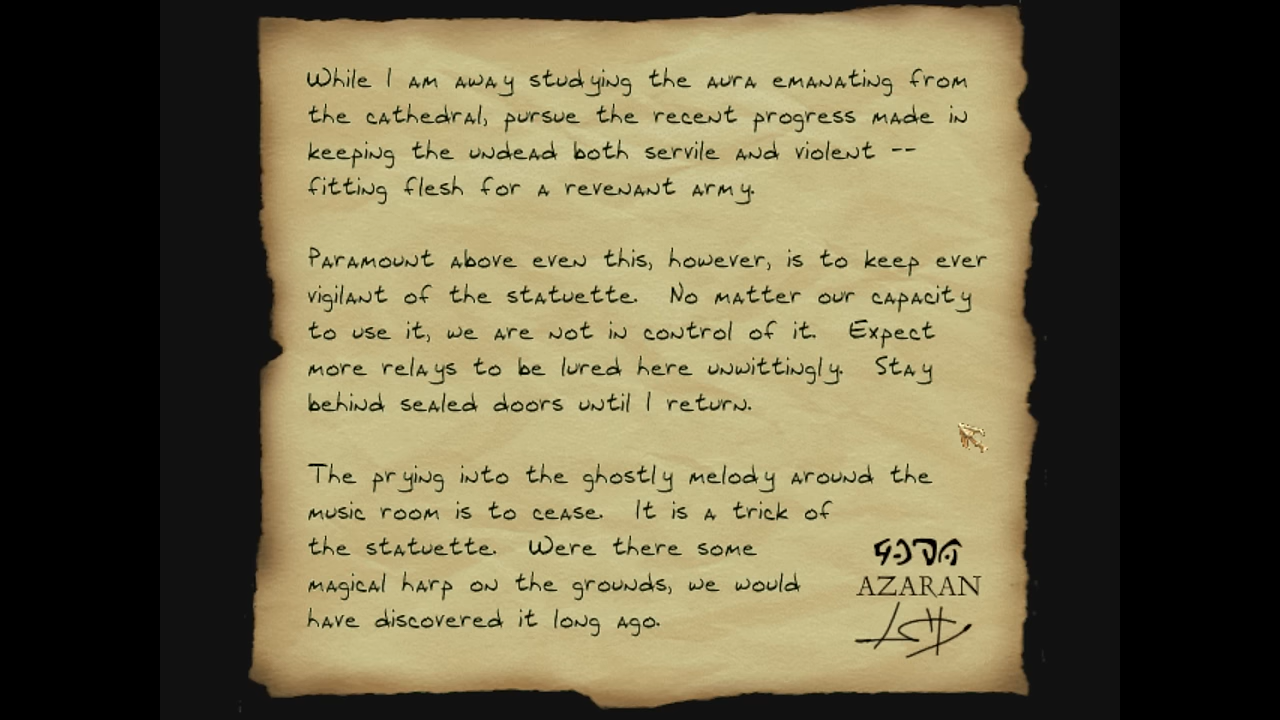 While I am away studying the aura emanating from
the cathedral, pursue the recent progress made in
keeping the undead both servile and violent --
fitting flesh for a revenant army.
Paramount above even this, however, is to keep ever
vigilant of the statuette.  No matter our capacity
to use it, we are not in control of it.  Expect
more relays to be lured here unwittingly.  Stay
behind sealed doors until I return.
The prying into the ghostly melody around the
music room is to cease.  It is a trick of
the statuette.  Were there some
magical harp on the grounds, we would
have discovered it long ago.
AZARAN